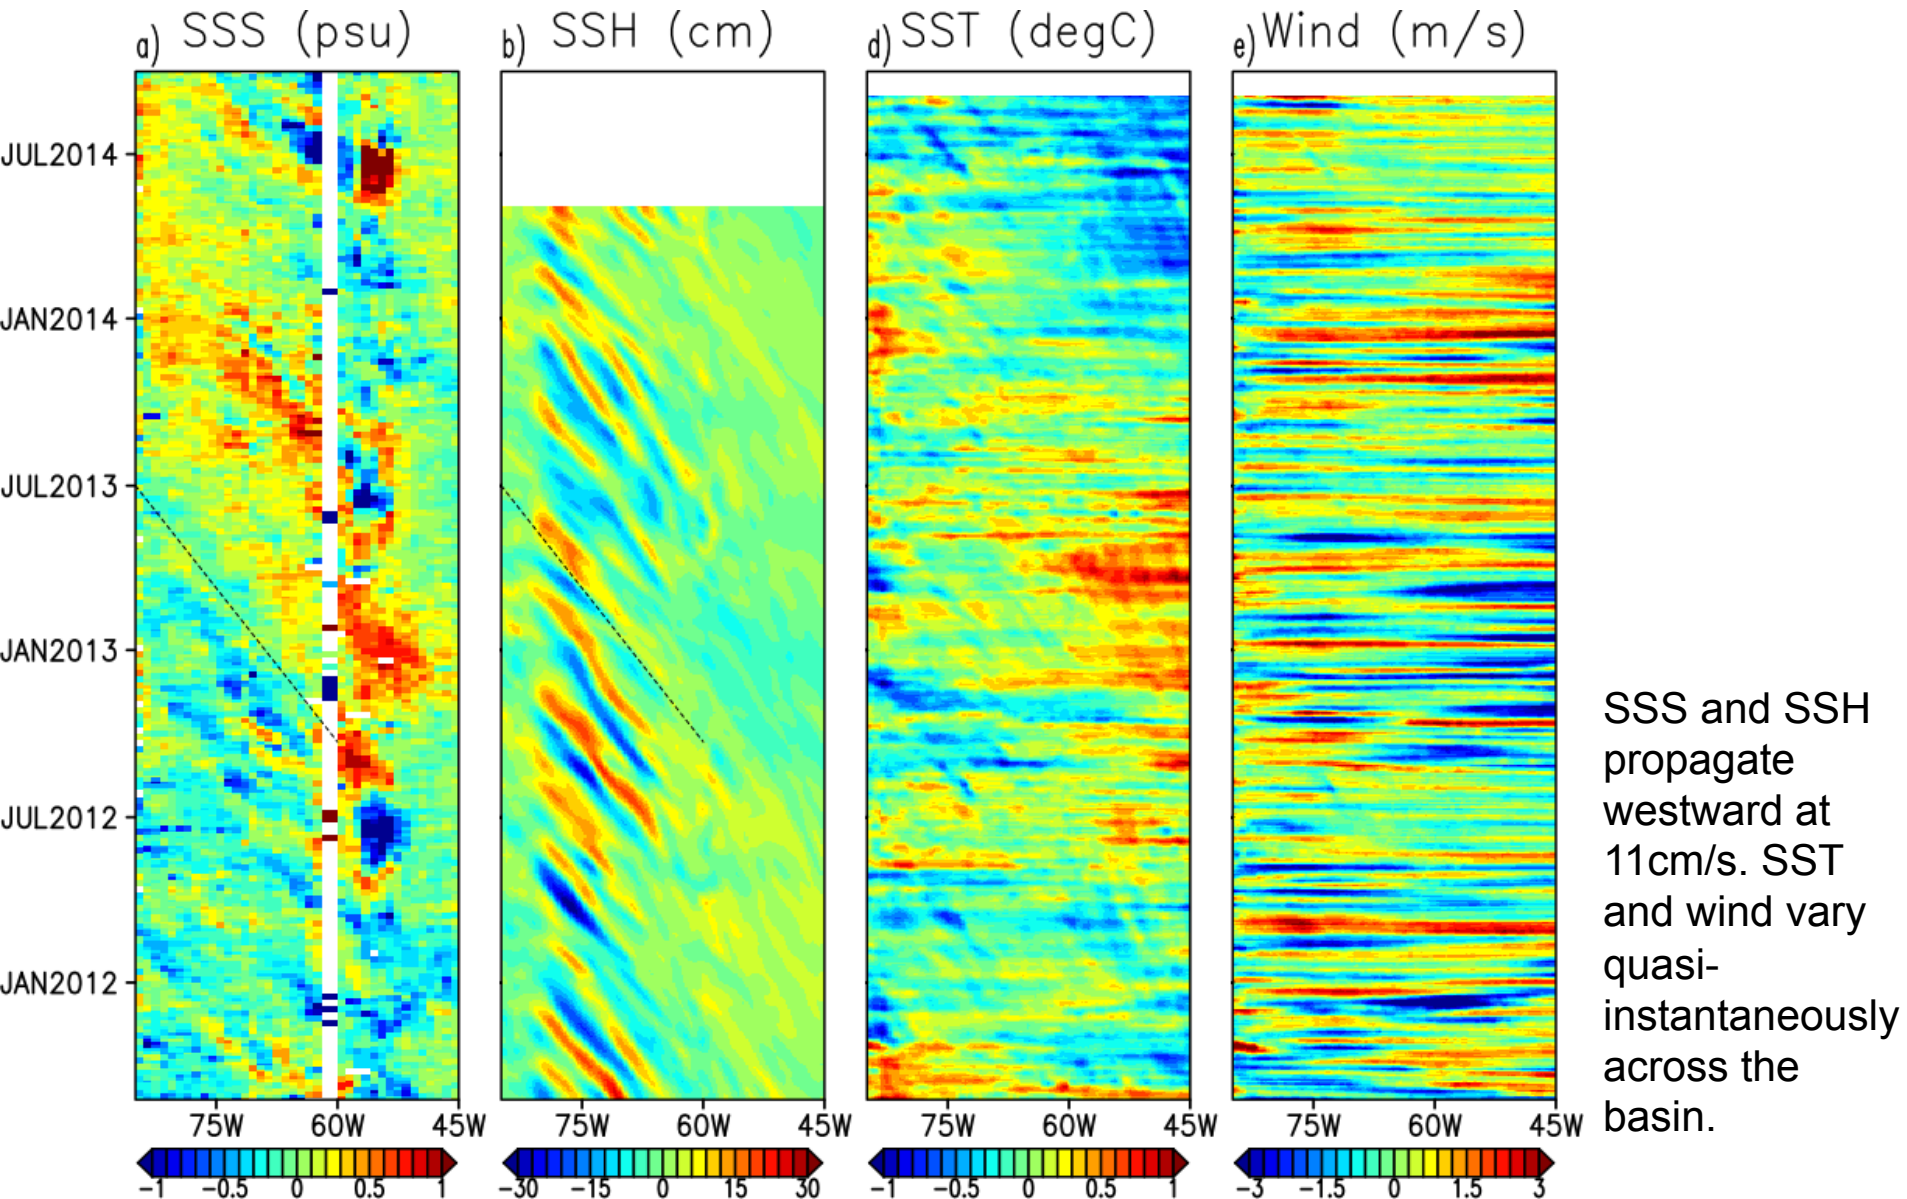 a) SSS (psu)
b) SSH (cm)
d) SST (degC)
e) Wind (m/s)
JUL2014
JAN2014
JUL2013
JAN2013
JUL2012
JAN2012
75W 60W 45W
75W 60W 45W
75W 60W 45W
75W 60W 45W
-1 -0.5 0 0.5 1
-30 -15 0 15 30
-1 -0.5 0 0.5 1
-3 -1.5 0 1.5 3
SSS and SSH
propagate
westward at
11cm/s. SST
and wind vary
quasi-
instantaneously
across the
basin.